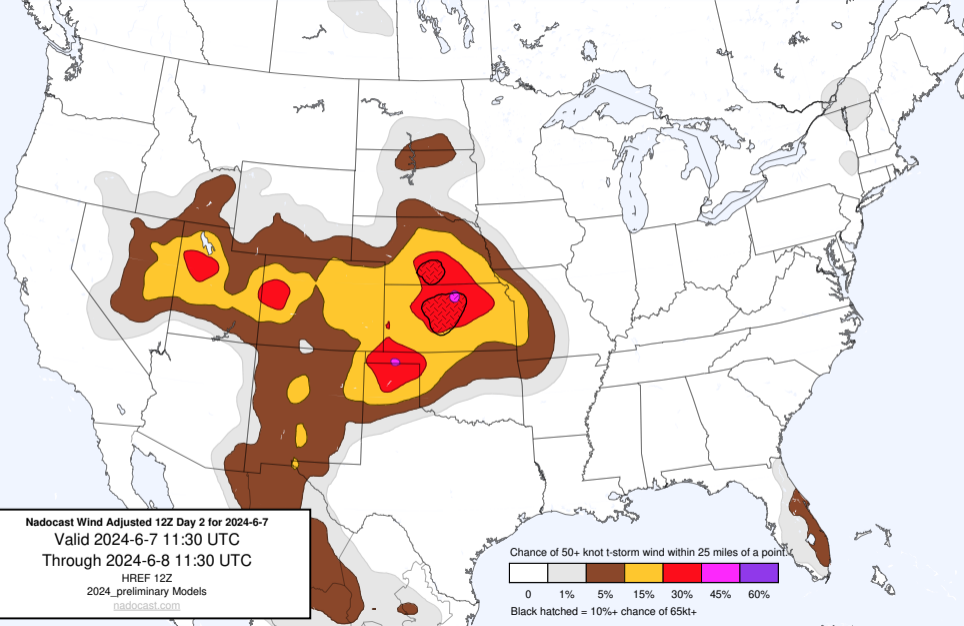 Nadocast Wind Adjusted 12Z Day 2 for 2024-6-7
Valid 2024-6-7 11:30 UTC
Through 2024-6-8 11:30 UTC
HREF 12Z
2024_preliminary Models
nadocast.com
Chance of 50+ knot t-storm wind within 25 miles of a point.
0 1% 5% 15% 30% 45% 60%
Black hatched = 10%+ chance of 65kt+